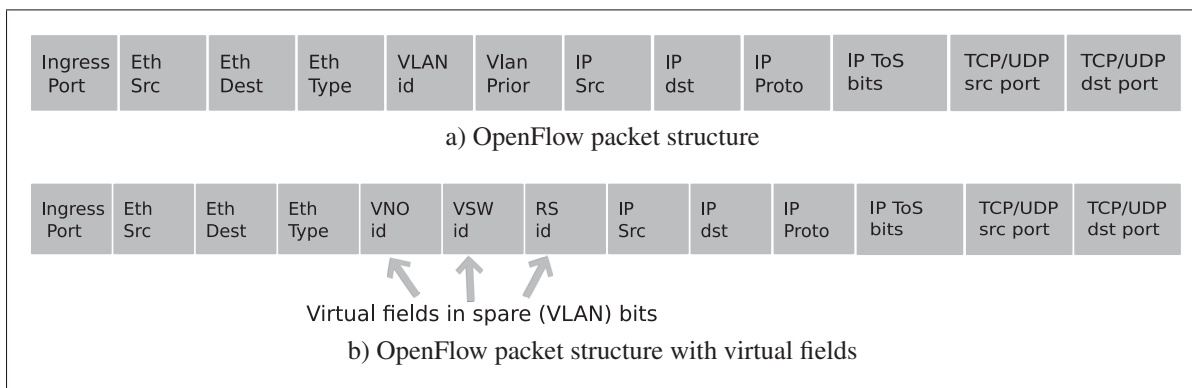 Ingress Port
Eth Src
Eth Dest
Eth Type
VLAN id
Vlan Prior
IP Src
IP dst
IP Proto
IP ToS bits
TCP/UDP src port
TCP/UDP dst port
a) OpenFlow packet structure
Ingress Port
Eth Src
Eth Dest
Eth Type
VNO id
VSW id
RS id
IP Src
IP dst
IP Proto
IP ToS bits
TCP/UDP src port
TCP/UDP dst port
Virtual fields in spare (VLAN) bits
b) OpenFlow packet structure with virtual fields